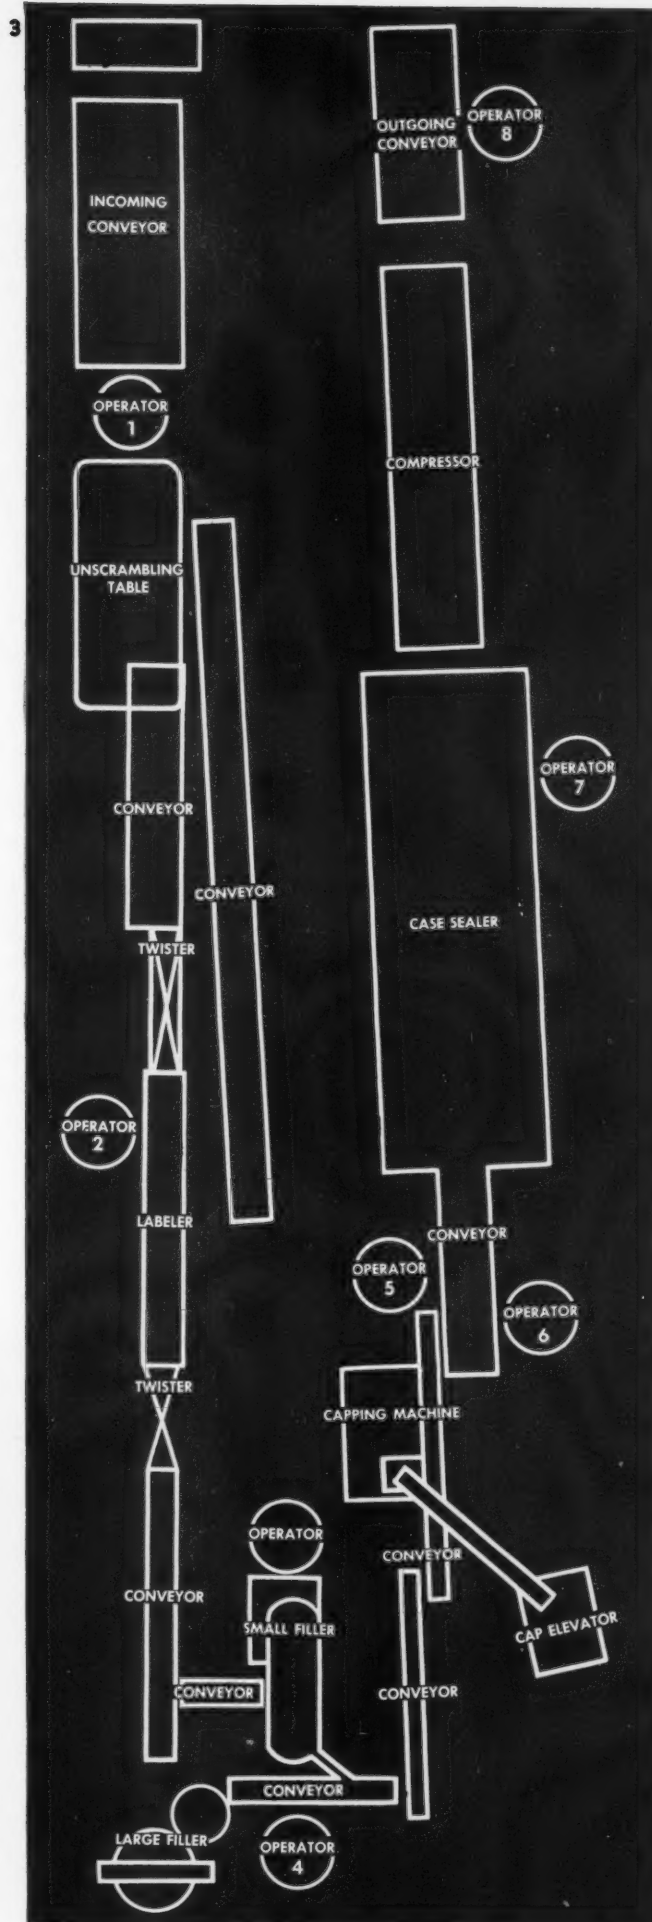 3
INCOMING
CONVEYOR
OPERATOR
1
UNSCRAMBLING
TABLE
CONVEYOR
CONVEYOR
TWISTER
OPERATOR
2
LABELER
TWISTER
CONVEYOR
OPERATOR
SMALL FILLER
CONVEYOR
CONVEYOR
LARGE FILLER
OPERATOR
4
OUTGOING
CONVEYOR
OPERATOR
8
COMPRESSOR
OPERATOR
7
CASE SEALER
CONVEYOR
OPERATOR
5
OPERATOR
6
CAPPING MACHINE
CONVEYOR
CAP ELEVATOR
CONVEYOR